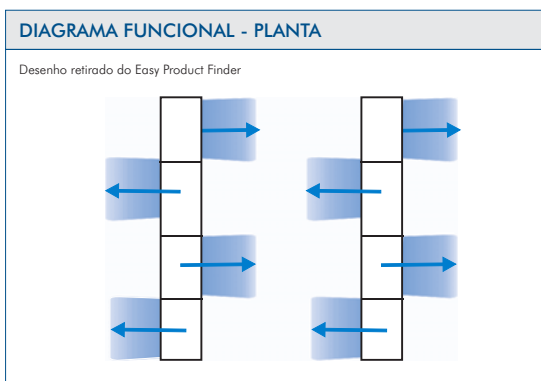 DIAGRAMA FUNCIONAL - PLANTA
Desenho retirado do Easy Product Finder